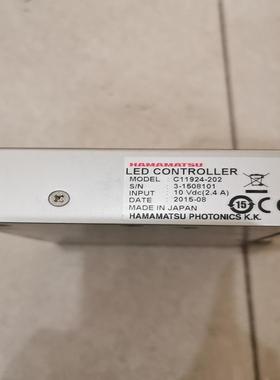 HAMAMATSU
LED CONTROLLER
MODEL : C11924-202
S/N : 3-1508101
INPUT : 10 Vdc(2.4 A)
DATE : 2015-08
MADE IN JAPAN
HAMAMATSU PHOTONICS K.K.
15